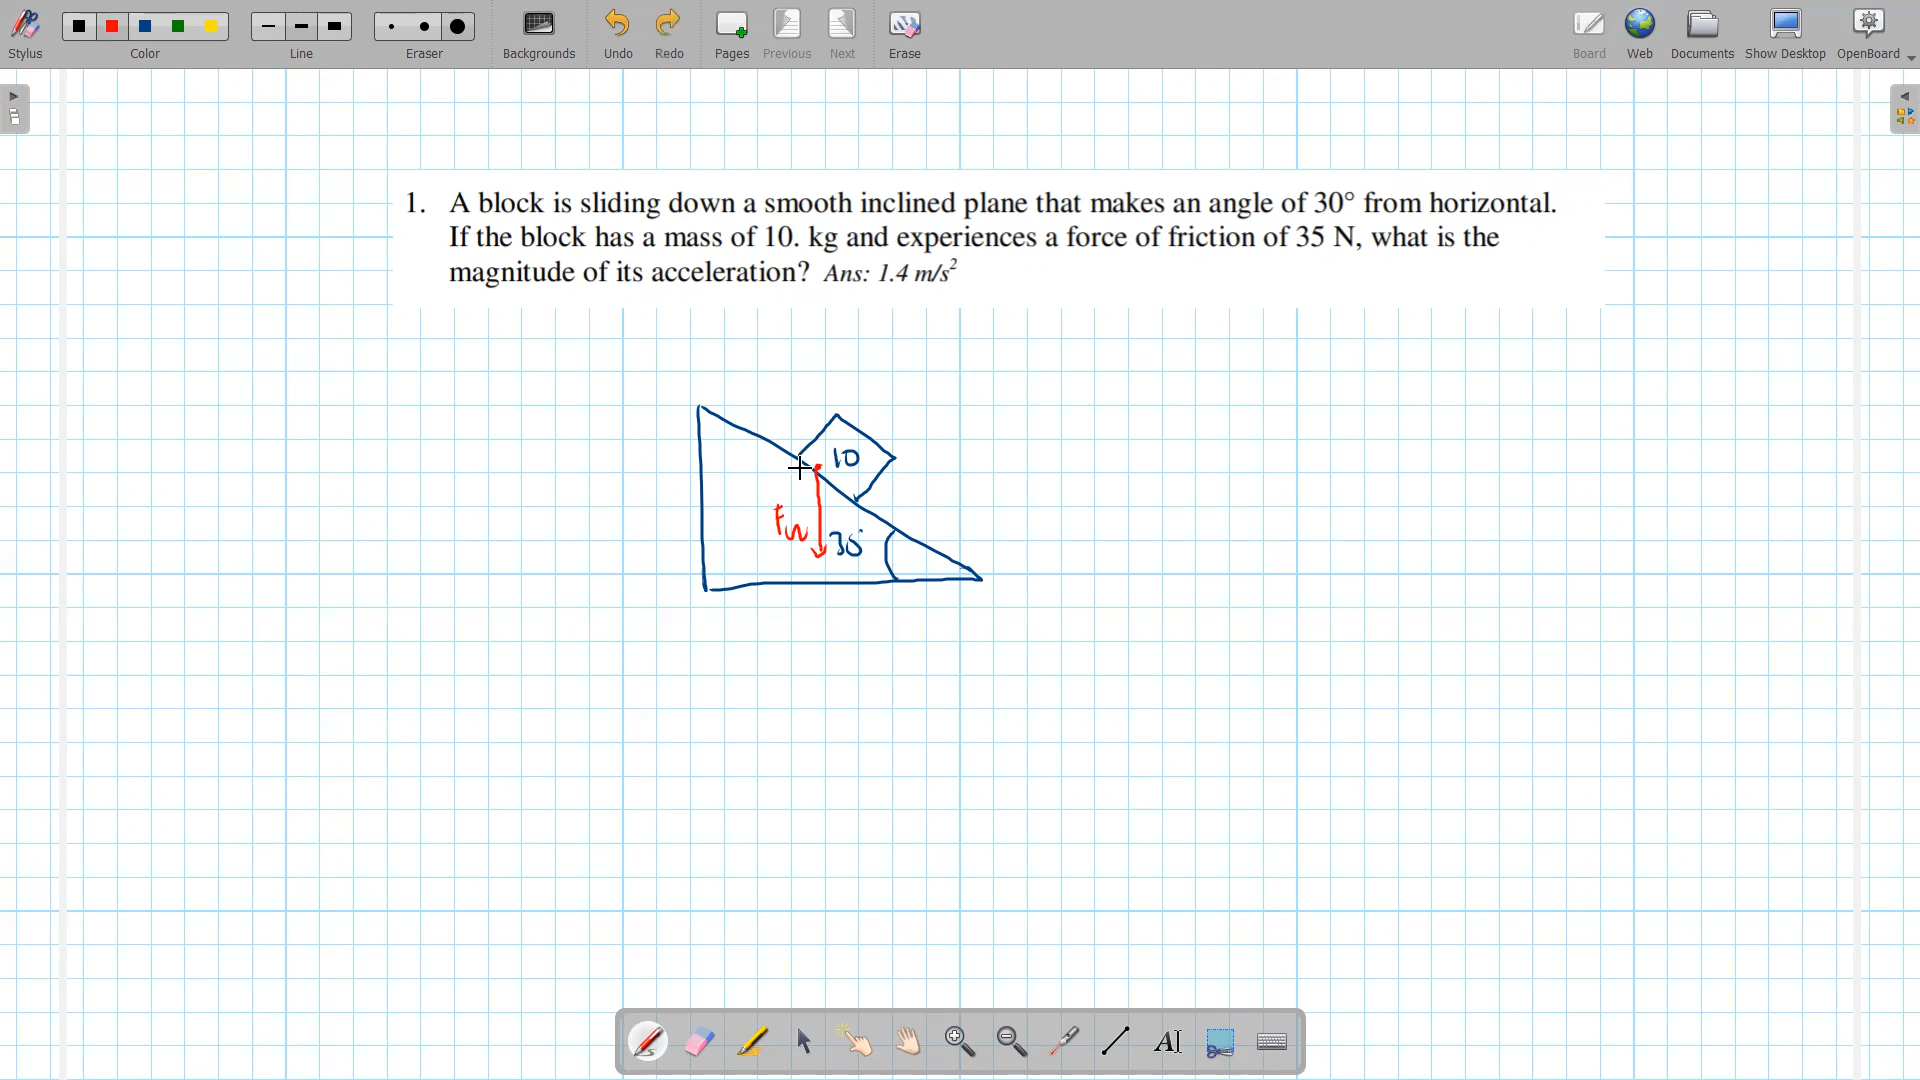 Stylus
Color
Line
Eraser
Backgrounds
Undo
Redo
Pages
Previous
Next
Erase
Board
Web
Documents
Show Desktop
OpenBoard
1. A block is sliding down a smooth inclined plane that makes an angle of 30° from horizontal.
If the block has a mass of 10. kg and experiences a force of friction of 35 N, what is the
magnitude of its acceleration? Ans: 1.4 m/s²
10
Fw
30°